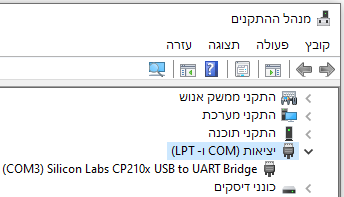 מנהל ההתקנים
קובץ פעולה תצוגה עזרה
התקני ממשק אנוש
התקני מערכת
התקני תוכנה
יציאות (COM ו- LPT)
(COM3) Silicon Labs CP210x USB to UART Bridge
כונני דיסקים